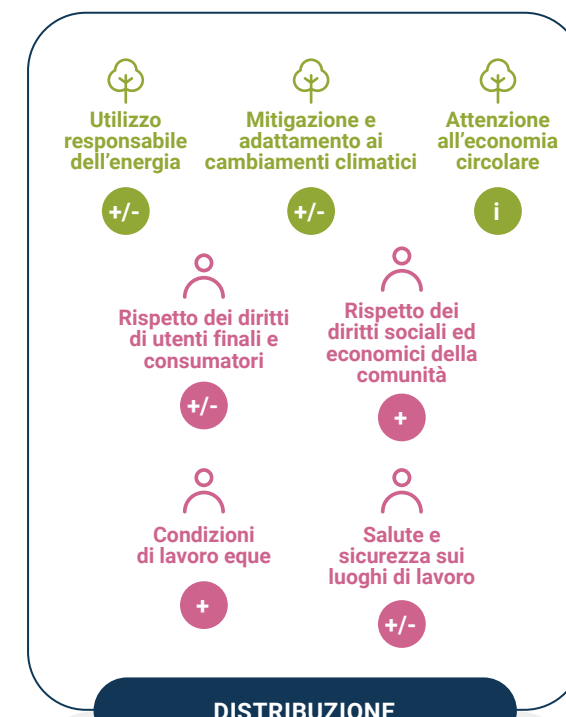 Utilizzo
responsabile
dell'energia
+/-
Mitigazione e
adattamento ai
cambiamenti climatici
+/-
Attenzione
all'economia
circolare
i
Rispetto dei diritti
di utenti finali e
consumatori
+/-
Rispetto dei
diritti sociali ed
economici della
comunità
+
Condizioni
di lavoro eque
+
Salute e
sicurezza sui
luoghi di lavoro
+/-
DISTRIBUZIONE